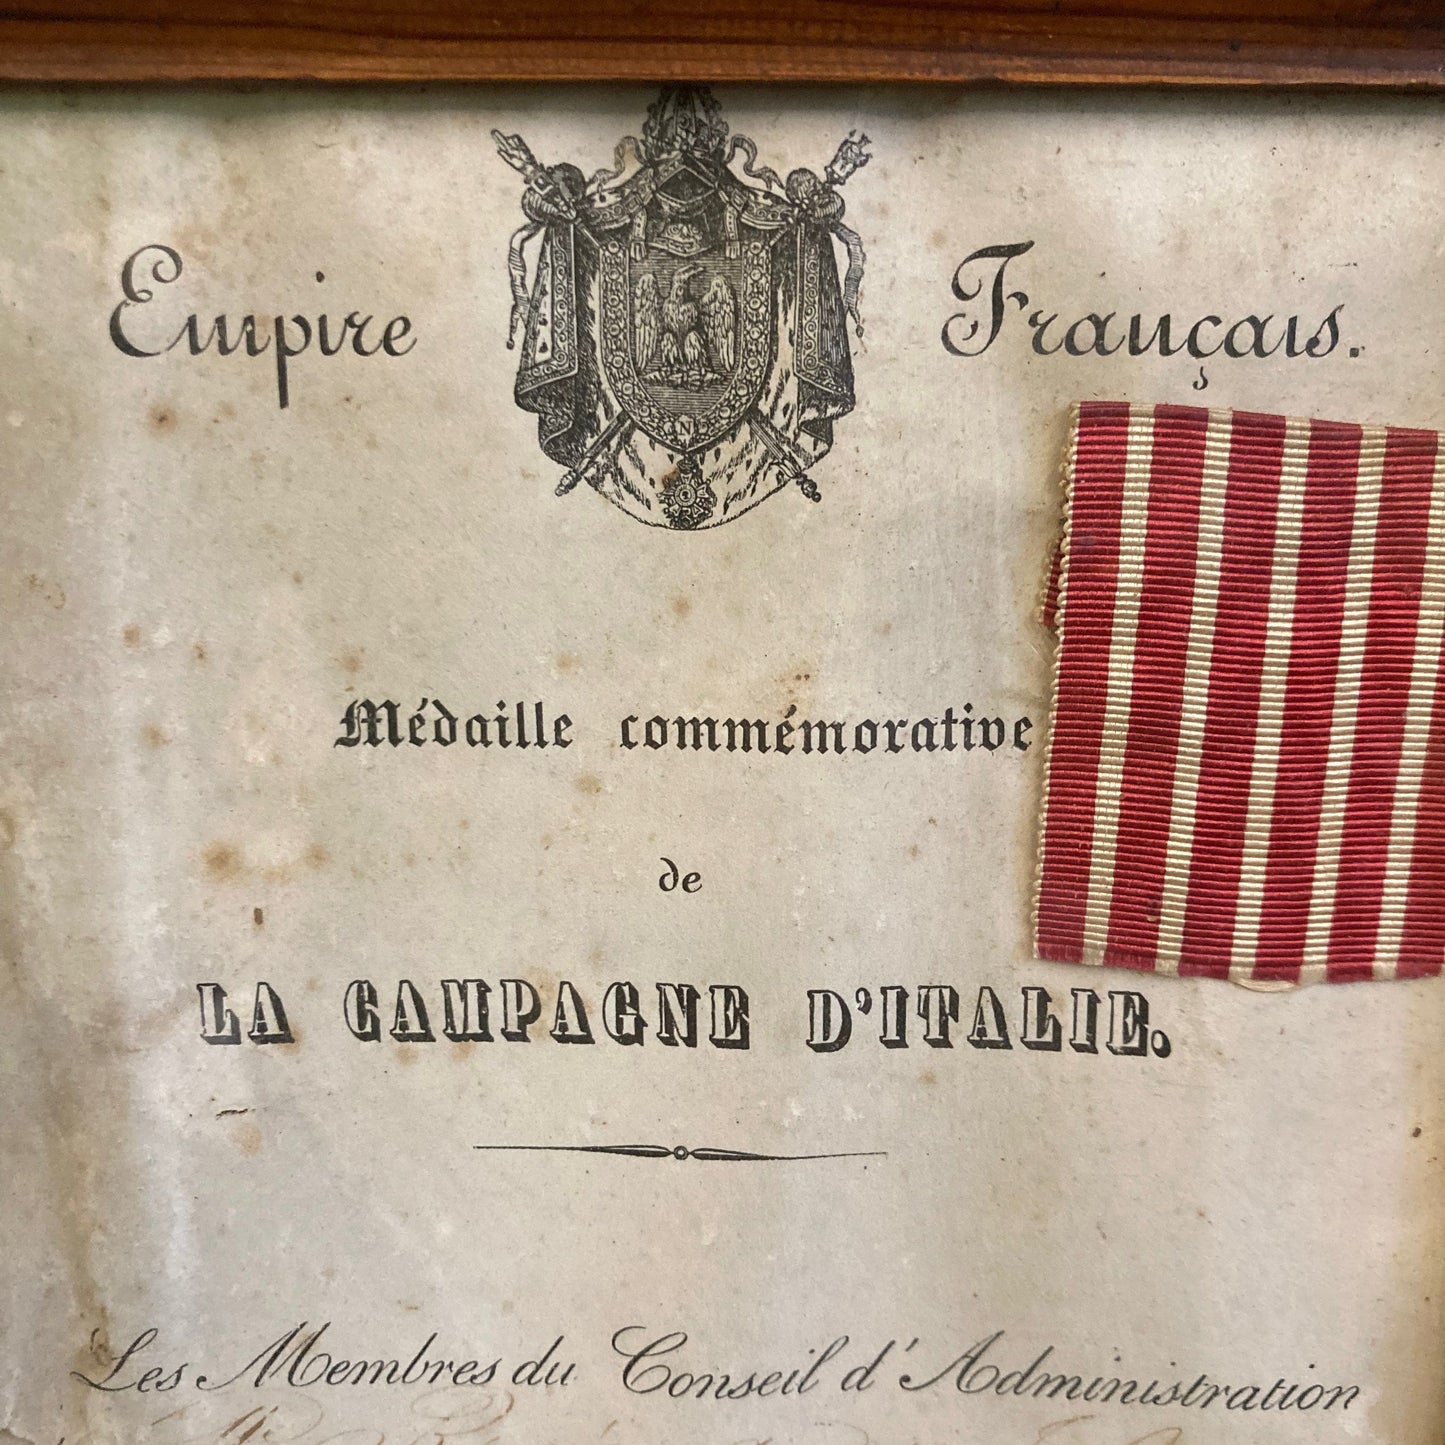 Empire Français.
N
Médaille commémorative
de
LA CAMPAGNE D'ITALIE.
Les Membres du Conseil d'Administration